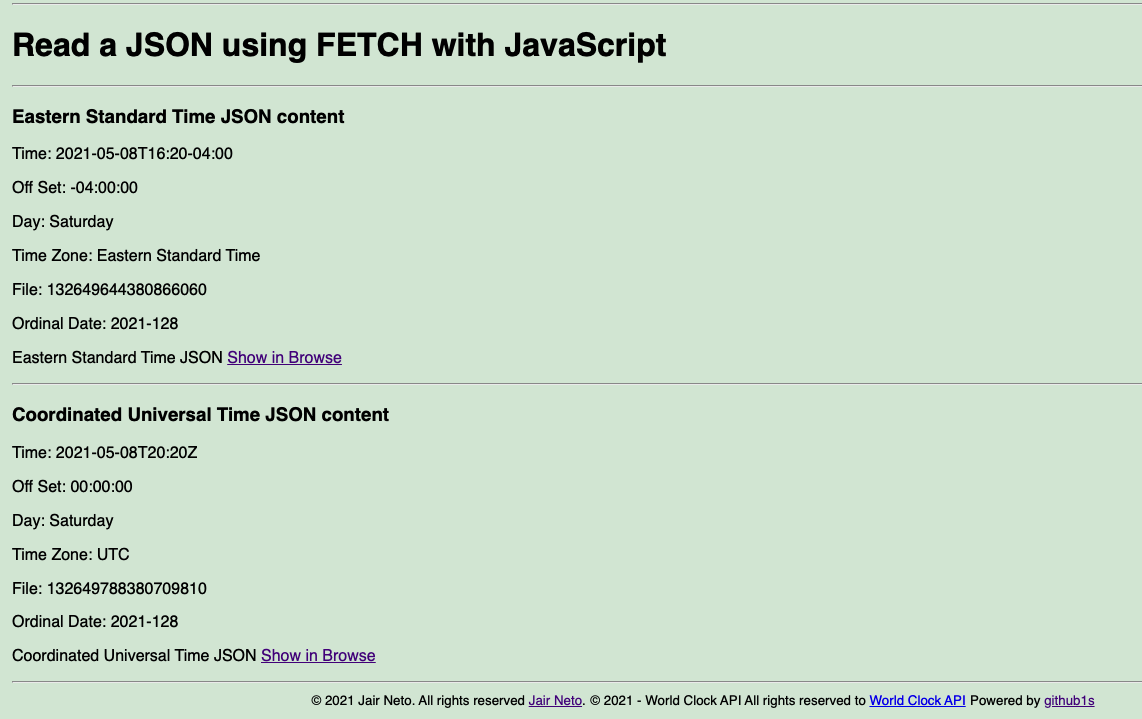 Read a JSON using FETCH with JavaScript
Eastern Standard Time JSON content
Time: 2021-05-08T16:20-04:00
Off Set: -04:00:00
Day: Saturday
Time Zone: Eastern Standard Time
File: 132649644380866060
Ordinal Date: 2021-128
Eastern Standard Time JSON Show in Browse
Coordinated Universal Time JSON content
Time: 2021-05-08T20:20Z
Off Set: 00:00:00
Day: Saturday
Time Zone: UTC
File: 132649788380709810
Ordinal Date: 2021-128
Coordinated Universal Time JSON Show in Browse
© 2021 Jair Neto. All rights reserved Jair Neto. © 2021 - World Clock API All rights reserved to World Clock API Powered by github1s